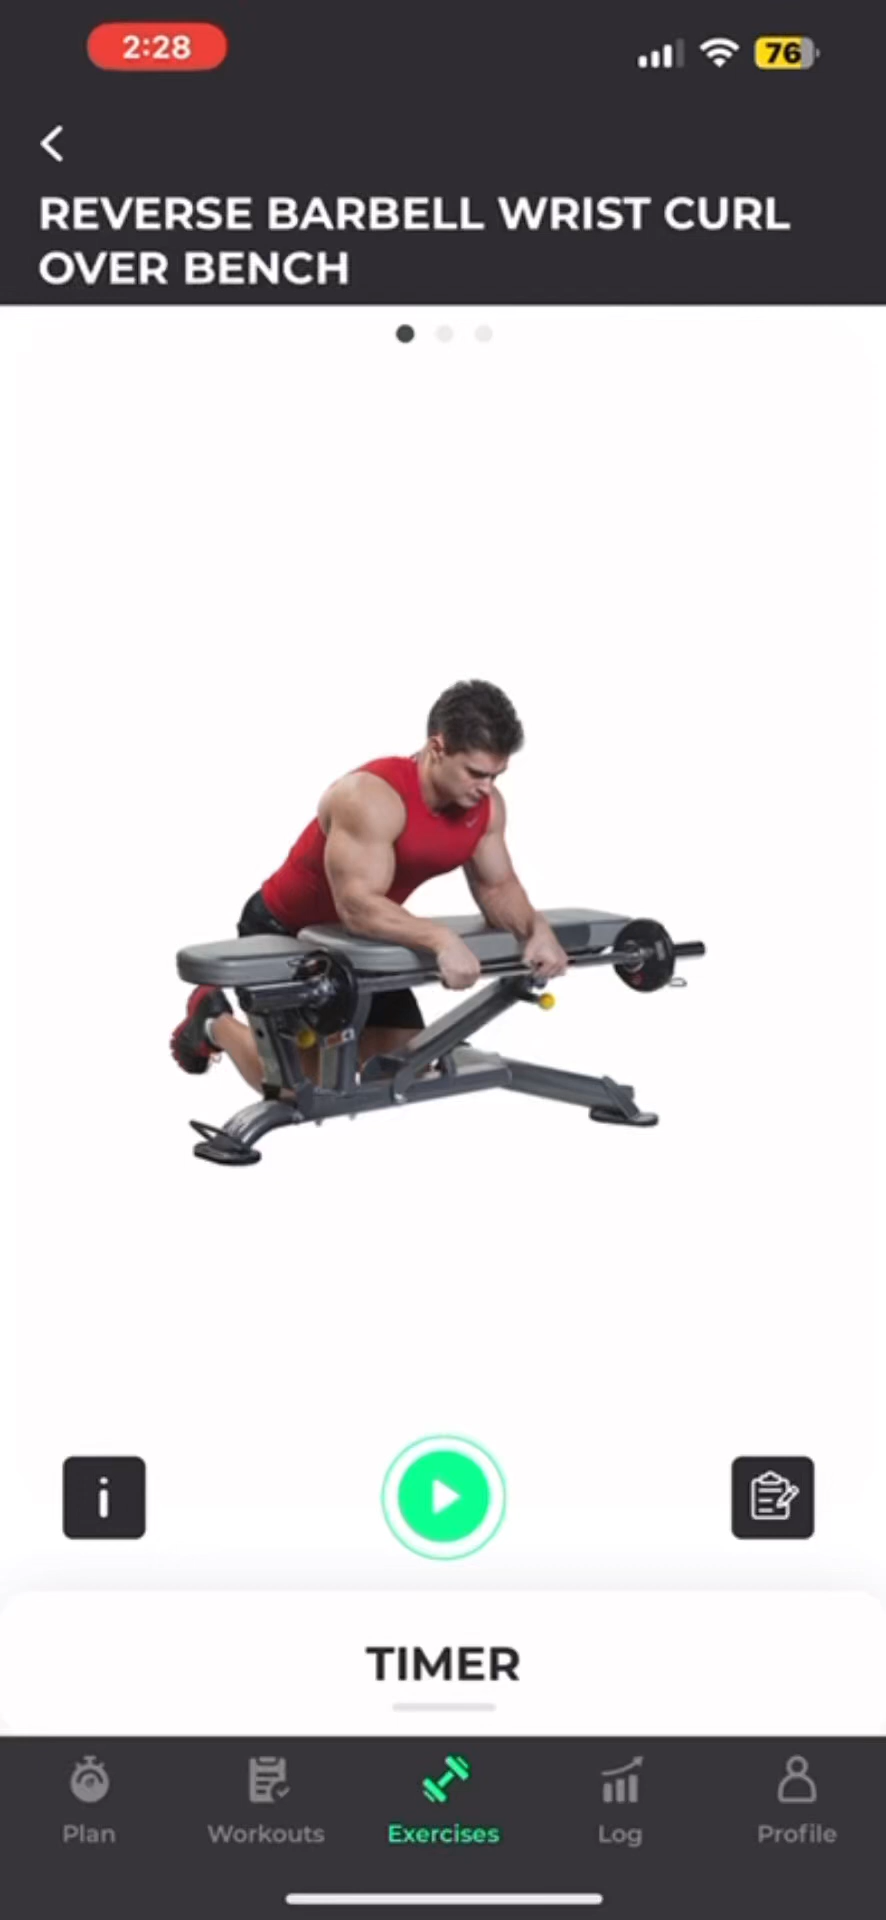 2:28
76
REVERSE BARBELL WRIST CURL
OVER BENCH
i
TIMER
Plan
Workouts
Exercises
Log
Profile